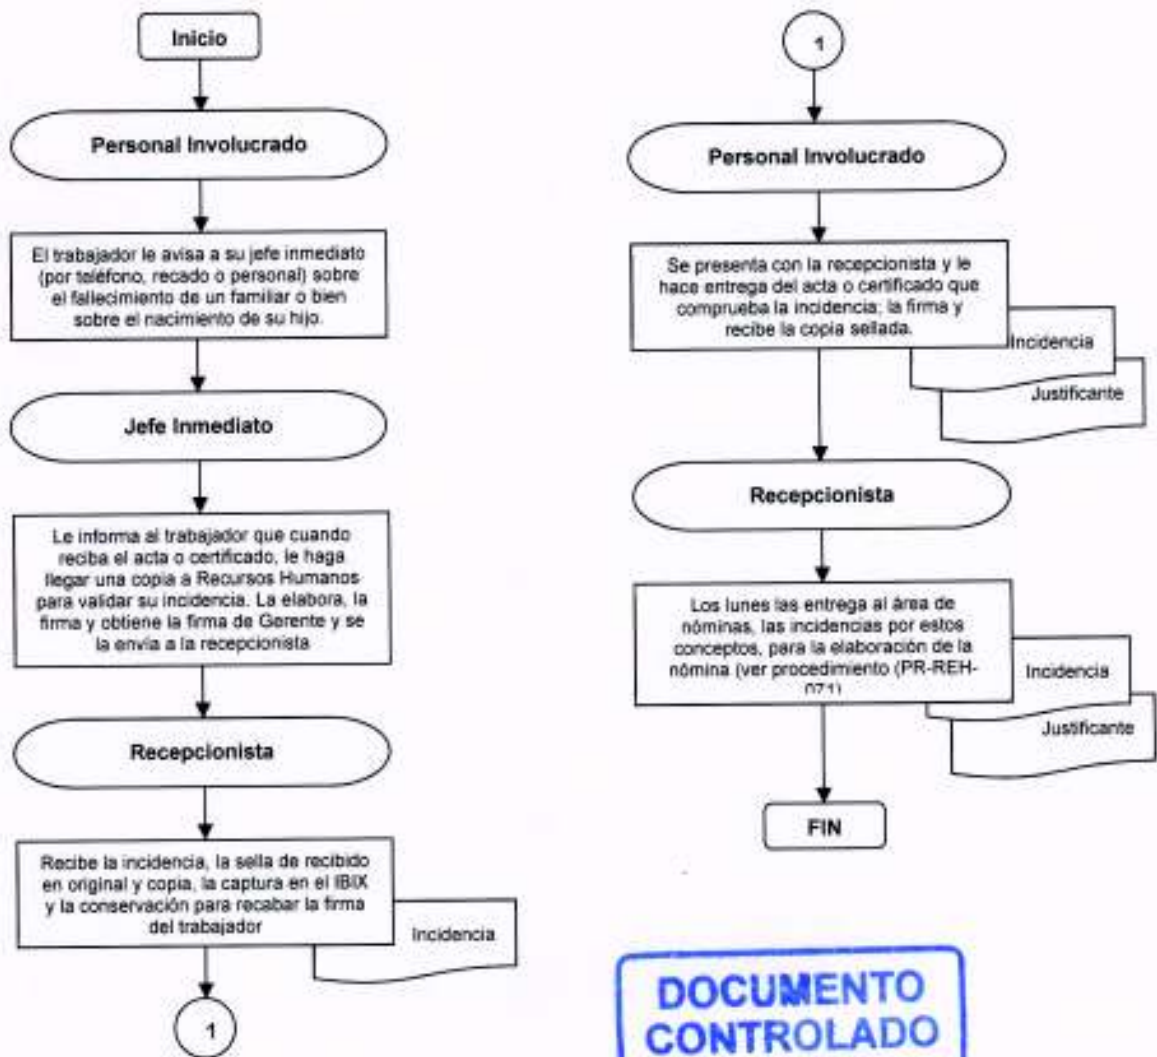 Inicio
Personal Involucrado
El trabajador le avisa a su jefe inmediato
(por teléfono, recado o personal) sobre
el fallecimiento de un familiar o bien
sobre el nacimiento de su hijo.
Jefe Inmediato
Le informa al trabajador que cuando
reciba el acta o certificado, le haga
llegar una copia a Recursos Humanos
para validar su incidencia. La elabora, la
firma y obtiene la firma de Gerente y se
la envía a la recepcionista
Recepcionista
Recibe la incidencia, la sella de recibido
en original y copia, la captura en el IBIX
y la conservación para recabar la firma
del trabajador
Incidencia
1
1
Personal Involucrado
Se presenta con la recepcionista y le
hace entrega del acta o certificado que
comprueba la incidencia; la firma y
recibe la copia sellada.
Incidencia
Justificante
Recepcionista
Los lunes las entrega al área de
nóminas, las incidencias por estos
conceptos, para la elaboración de la
nómina (ver procedimiento (PR-REH-
071)
Incidencia
Justificante
FIN
DOCUMENTO
CONTROLADO